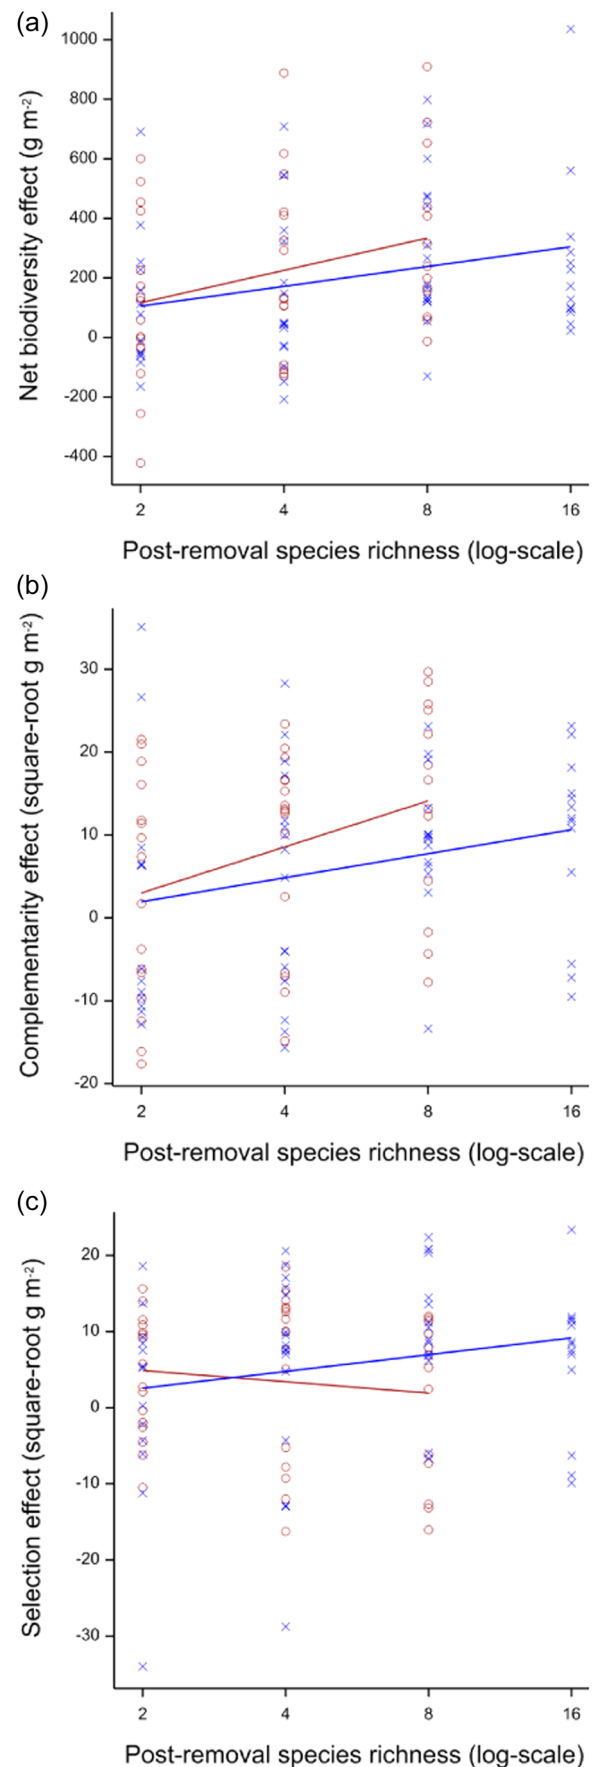 (a)
Net biodiversity effect (g m-2)
1000
800
600
400
200
0
-200
-400
2 4 8 16
Post-removal species richness (log-scale)
(b)
Complementarity effect (square-root g m-2)
30
20
10
0
-10
-20
2 4 8 16
Post-removal species richness (log-scale)
(c)
Selection effect (square-root g m-2)
20
10
0
-10
-20
-30
2 4 8 16
Post-removal species richness (log-scale)